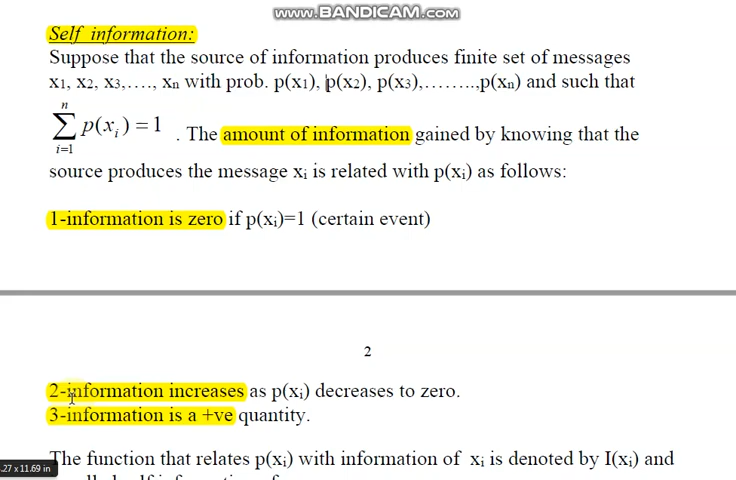 www.BANDICAM.com
Self information:
Suppose that the source of information produces finite set of messages
x1, x2, x3,…., xn with prob. p(x1), p(x2), p(x3),……..,p(xn) and such that
n
∑ p(xi) = 1 . The amount of information gained by knowing that the
i=1
source produces the message xi is related with p(xi) as follows:
1-information is zero if p(xi)=1 (certain event)
2
2-information increases as p(xi) decreases to zero.
3-information is a +ve quantity.
The function that relates p(xi) with information of xi is denoted by I(xi) and
.27 x 11.69 in